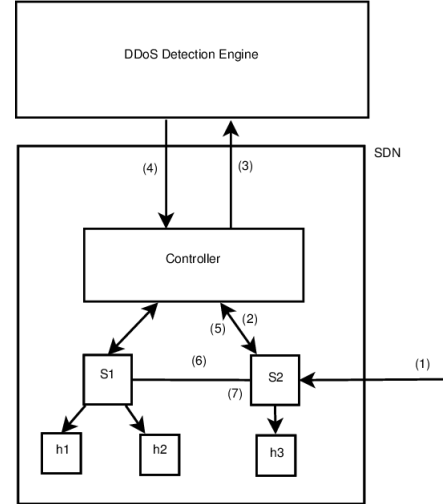 DDoS Detection Engine
SDN
(4)
(3)
Controller
(5)
(2)
(1)
S1
(6)
S2
(7)
h1
h2
h3